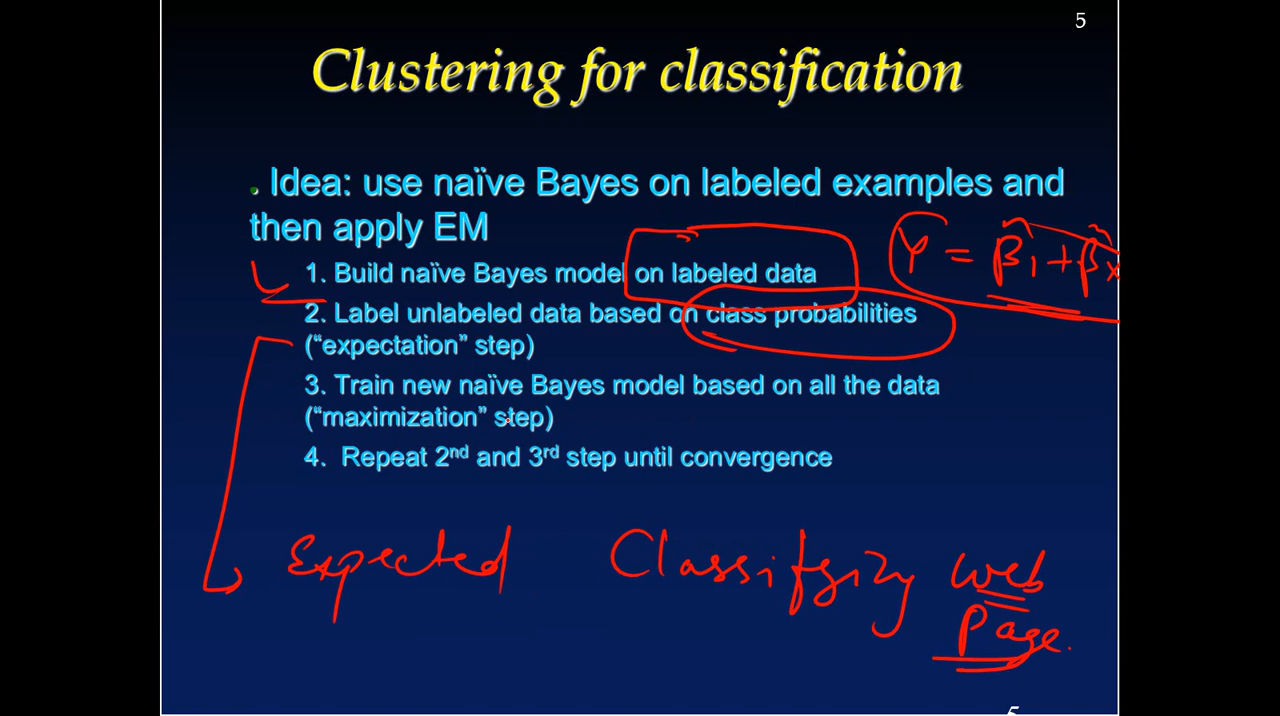 5
Clustering for classification
. Idea: use naïve Bayes on labeled examples and
then apply EM
1. Build naïve Bayes model on labeled data
2. Label unlabeled data based on class probabilities
(“expectation” step)
3. Train new naïve Bayes model based on all the data
(“maximization” step)
4. Repeat 2nd and 3rd step until convergence
Y = β̂1 + β̂x
Expected Classifying web
Page.
5